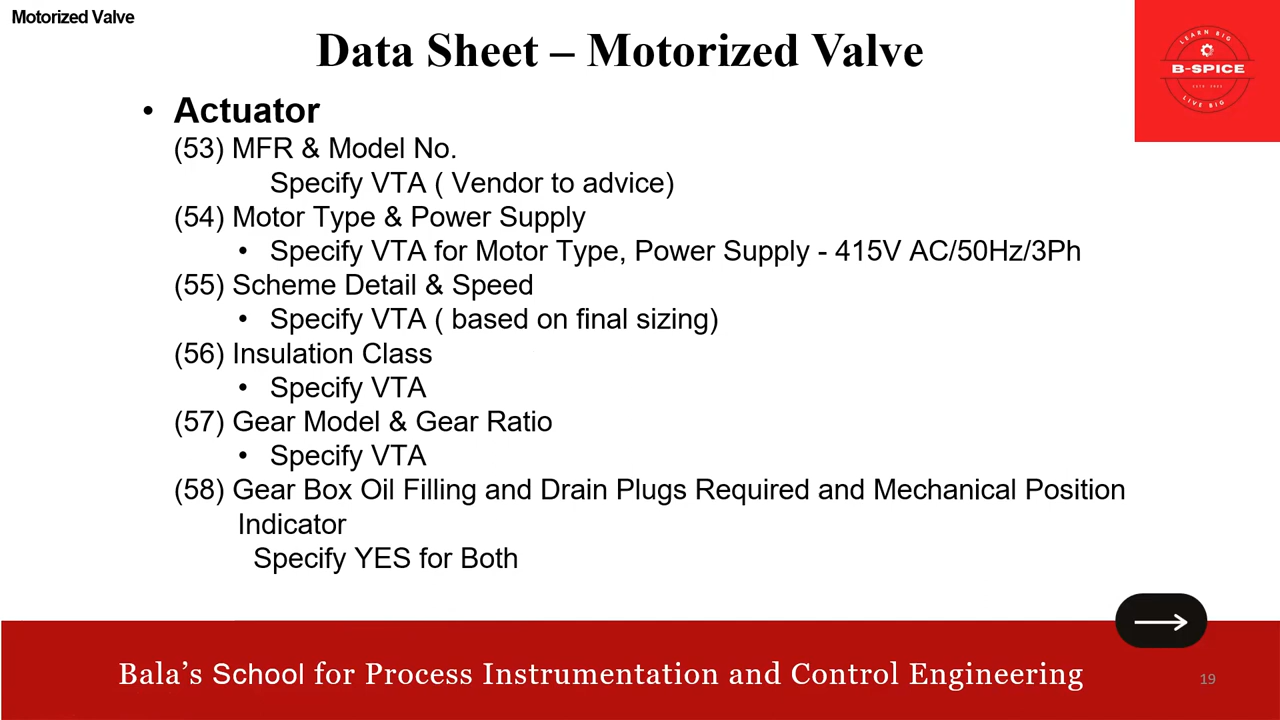 Motorized Valve
Data Sheet – Motorized Valve
LEARN BIG
B-SPICE
LIVE BIG
• Actuator
(53) MFR & Model No.
Specify VTA ( Vendor to advice)
(54) Motor Type & Power Supply
• Specify VTA for Motor Type, Power Supply - 415V AC/50Hz/3Ph
(55) Scheme Detail & Speed
• Specify VTA ( based on final sizing)
(56) Insulation Class
• Specify VTA
(57) Gear Model & Gear Ratio
• Specify VTA
(58) Gear Box Oil Filling and Drain Plugs Required and Mechanical Position
Indicator
Specify YES for Both
Bala’s School for Process Instrumentation and Control Engineering
19